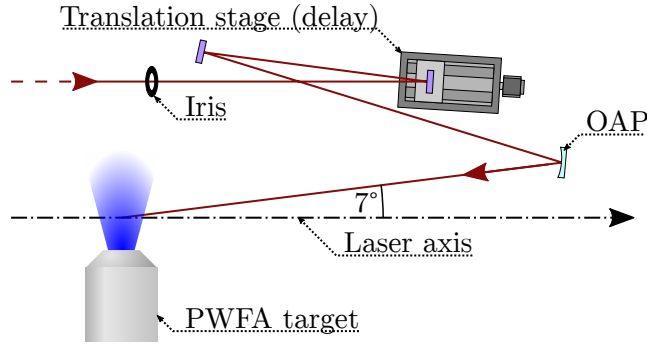 Translation stage (delay)
Iris
OAP
7°
Laser axis
PWFA target